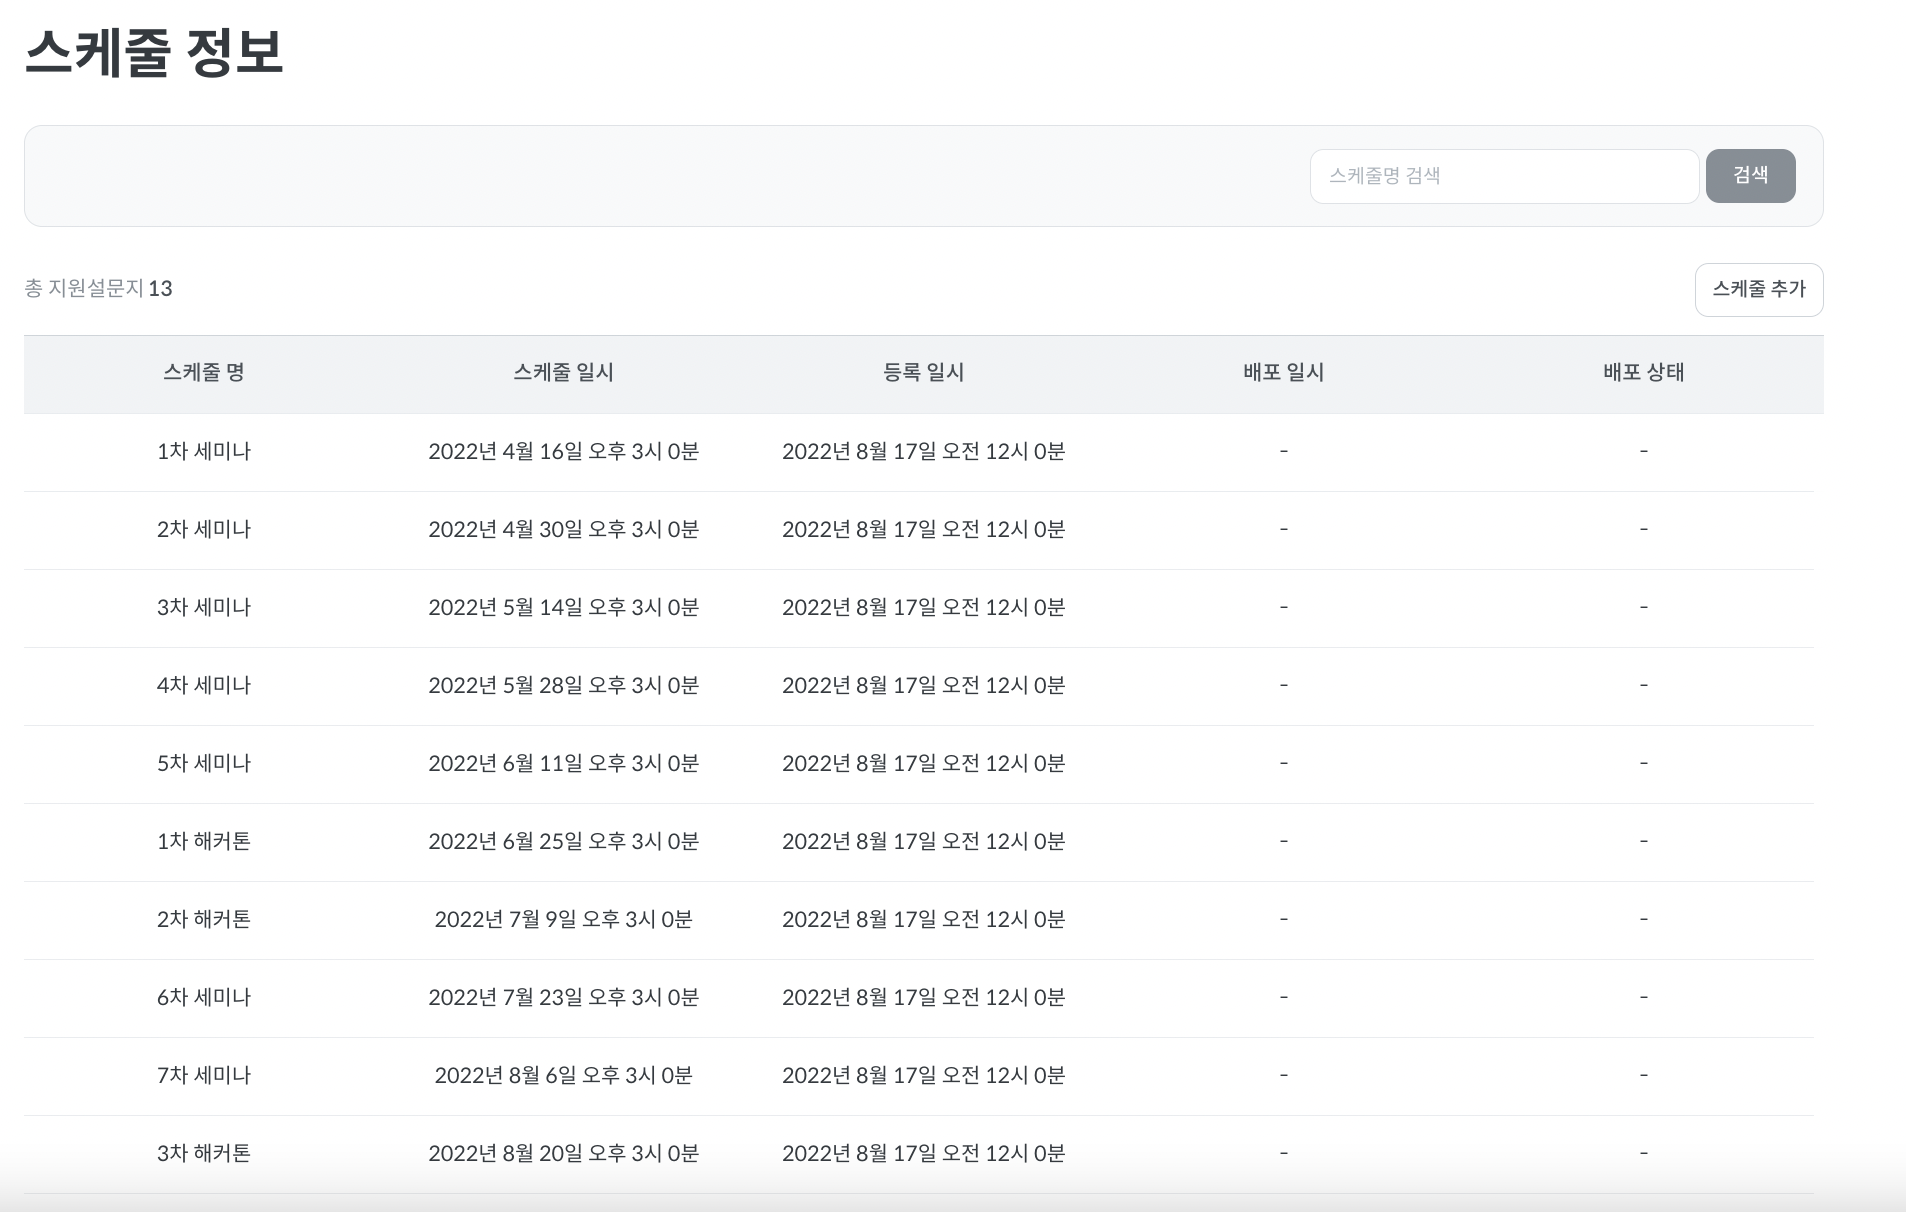 스케줄 정보
스케줄명 검색 검색
총 지원설문지 13 스케줄 추가
스케줄 명 스케줄 일시 등록 일시 배포 일시 배포 상태
1차 세미나 2022년 4월 16일 오후 3시 0분 2022년 8월 17일 오전 12시 0분 - -
2차 세미나 2022년 4월 30일 오후 3시 0분 2022년 8월 17일 오전 12시 0분 - -
3차 세미나 2022년 5월 14일 오후 3시 0분 2022년 8월 17일 오전 12시 0분 - -
4차 세미나 2022년 5월 28일 오후 3시 0분 2022년 8월 17일 오전 12시 0분 - -
5차 세미나 2022년 6월 11일 오후 3시 0분 2022년 8월 17일 오전 12시 0분 - -
1차 해커톤 2022년 6월 25일 오후 3시 0분 2022년 8월 17일 오전 12시 0분 - -
2차 해커톤 2022년 7월 9일 오후 3시 0분 2022년 8월 17일 오전 12시 0분 - -
6차 세미나 2022년 7월 23일 오후 3시 0분 2022년 8월 17일 오전 12시 0분 - -
7차 세미나 2022년 8월 6일 오후 3시 0분 2022년 8월 17일 오전 12시 0분 - -
3차 해커톤 2022년 8월 20일 오후 3시 0분 2022년 8월 17일 오전 12시 0분 - -